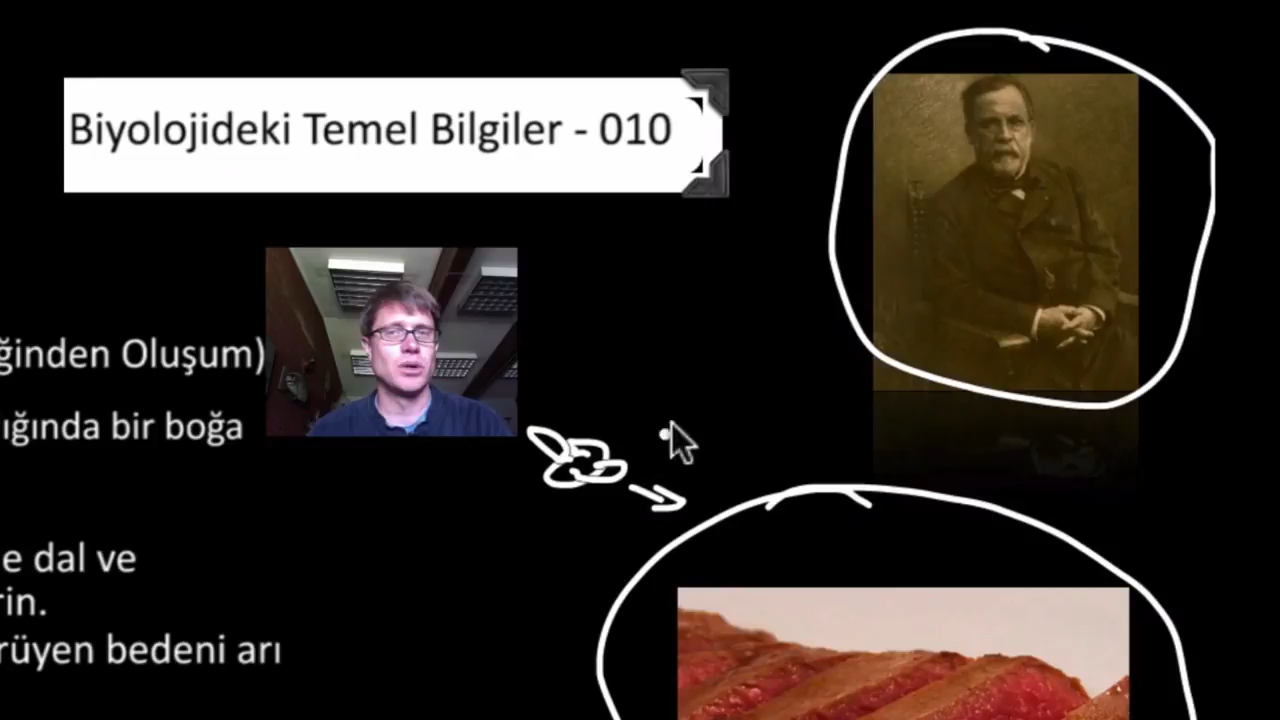 Biyolojideki Temel Bilgiler - 010
ğinden Oluşum)
ığında bir boğa
e dal ve
rin.
rüyen bedeni arı